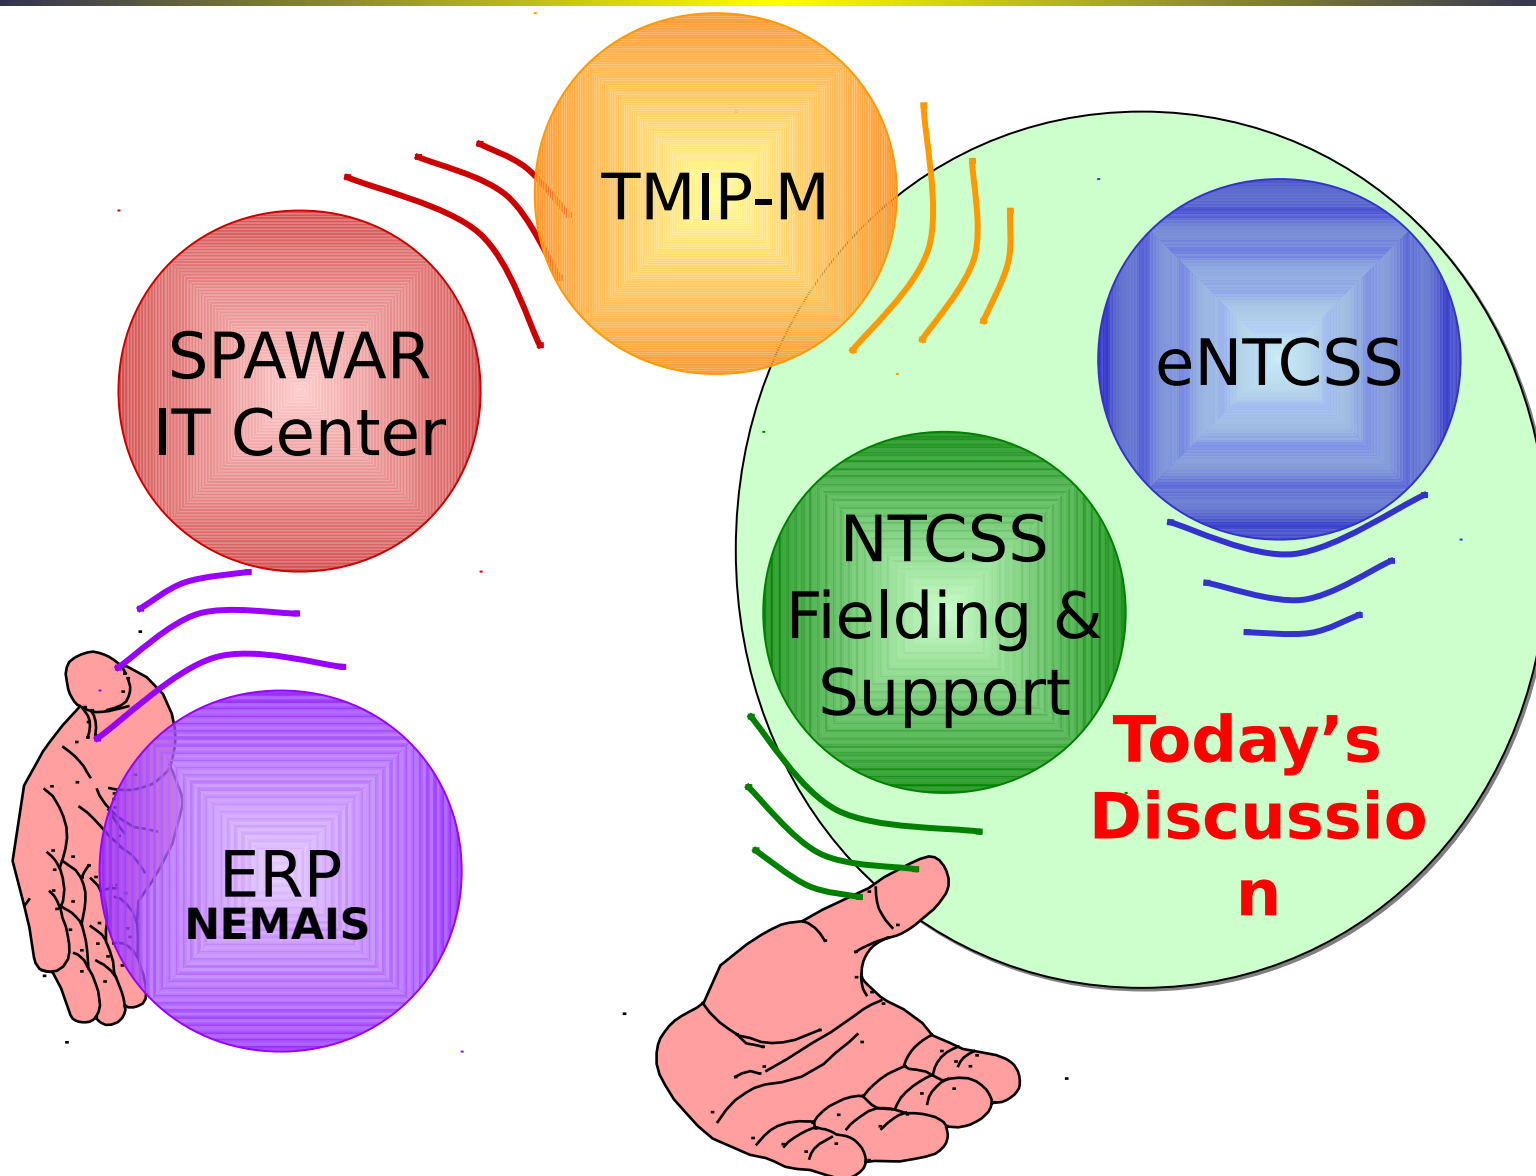 TMIP-M
SPAWAR
IT Center
eNTCSS
NTCSS
Fielding &
Support
Today’s
Discussio
n
ERP
NEMAIS